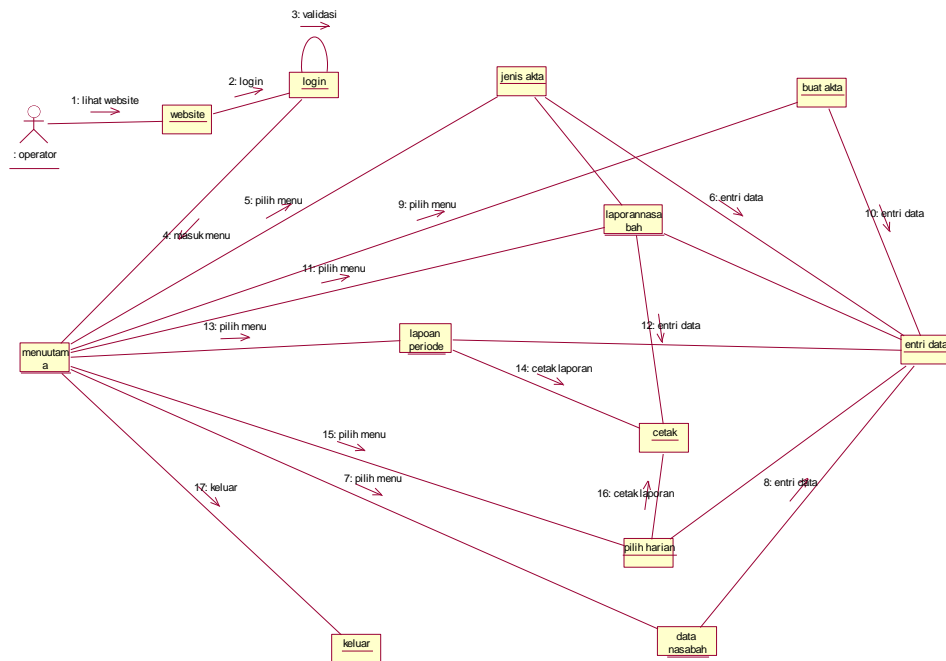 3: validasi
2: login
login
1: lihat website
website
: operator
jenis akta
buat akta
5: pilih menu
9: pilih menu
6: entri data
10: entri data
4: masuk menu
laporannasa
bah
11: pilih menu
13: pilih menu
12: entri data
lapoan
periode
menuutam
a
entri data
14: cetak laporan
15: pilih menu
cetak
7: pilih menu
17: keluar
16: cetak laporan
8: entri data
pilih harian
keluar
data
nasabah